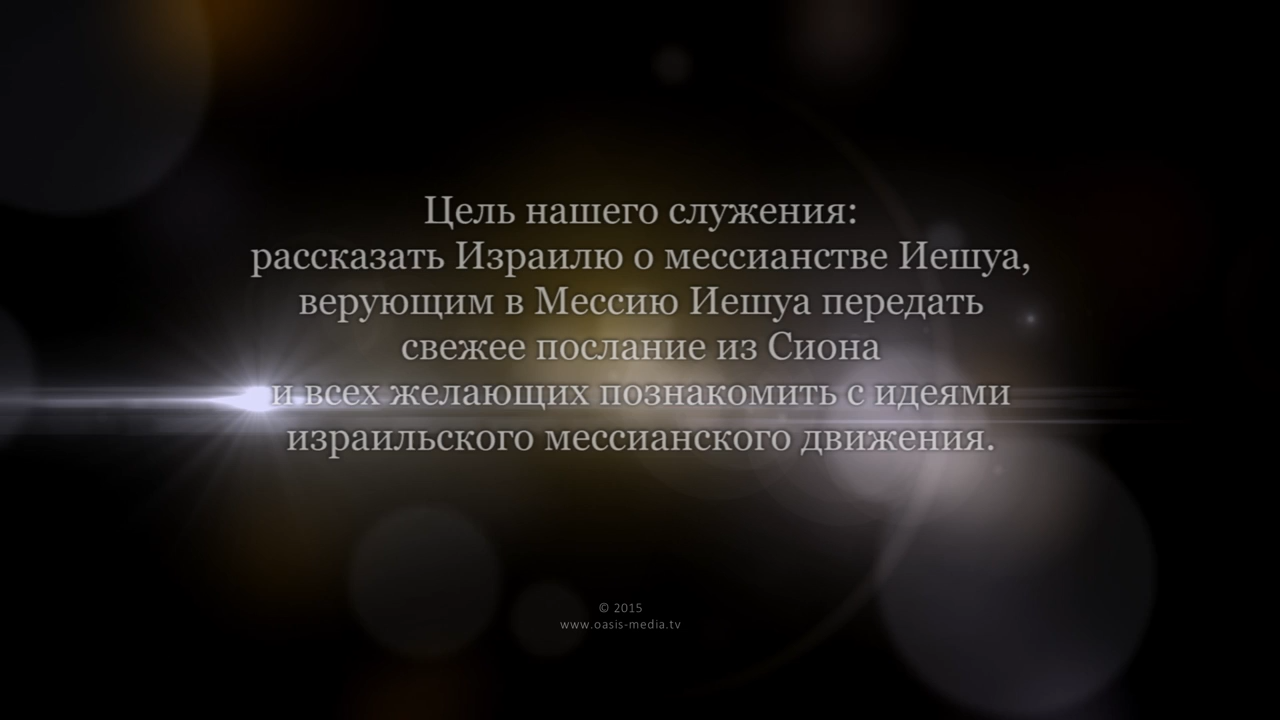 Цель нашего служения:
рассказать Израилю о мессианстве Иешуа,
верующим в Мессию Иешуа передать
свежее послание из Сиона
и всех желающих познакомить с идеями
израильского мессианского движения.
© 2015
www.oasis-media.tv